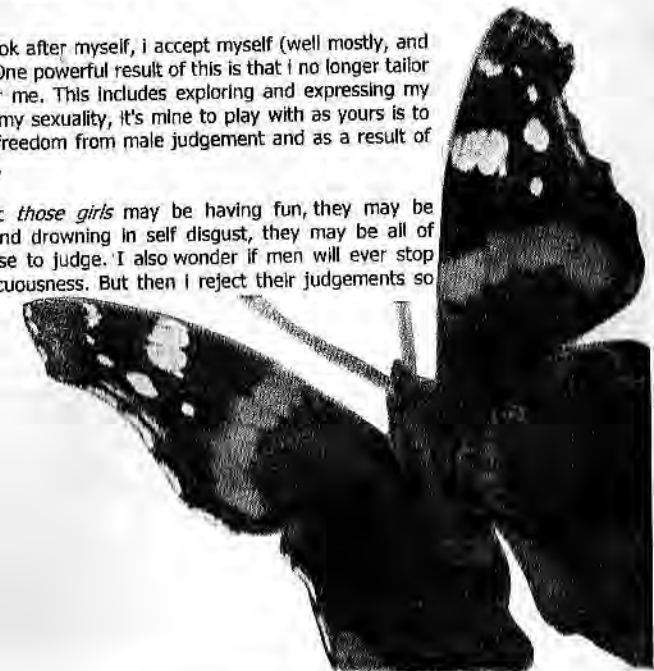 ok after myself, i accept myself (well mostly, and
One powerful result of this is that i no longer tailor
r me. This includes exploring and expressing my
my sexuality, it's mine to play with as yours is to
freedom from male judgement and as a result of
: those girls may be having fun, they may be
nd drowning in self disgust, they may be all of
se to judge. I also wonder if men will ever stop
cuousness. But then i reject their judgements so